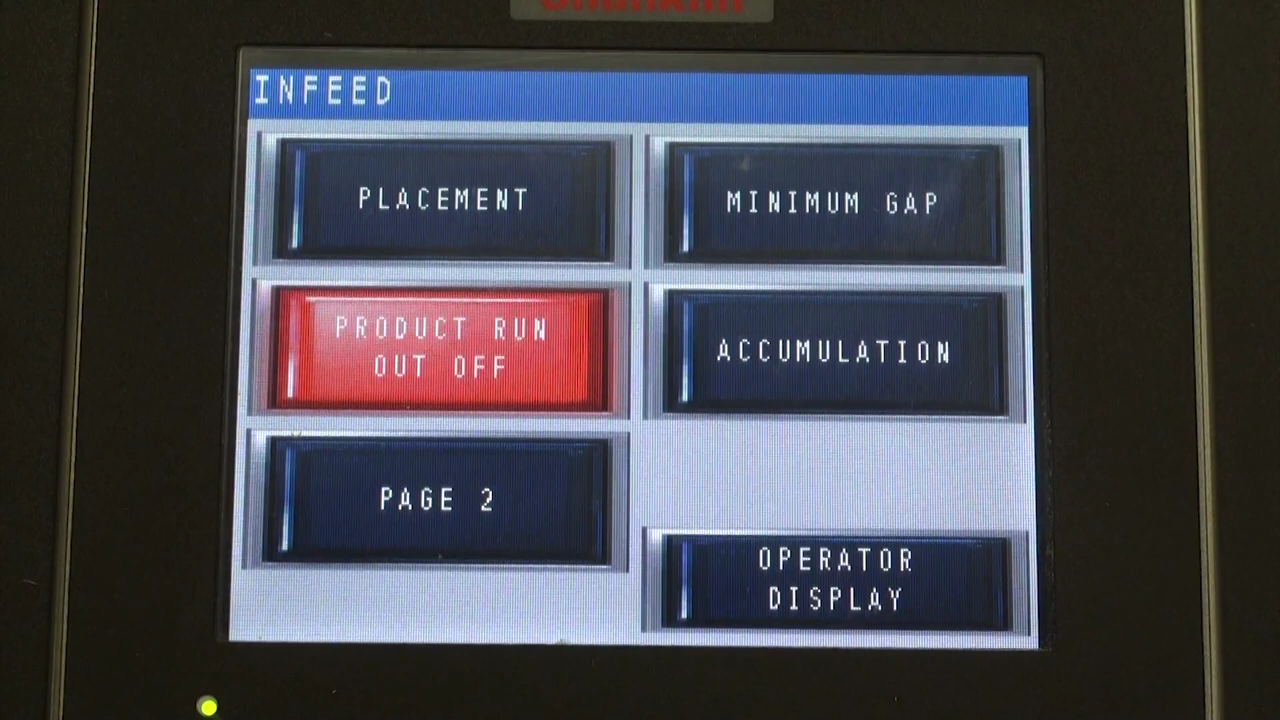 INFEED
PLACEMENT
MINIMUM GAP
PRODUCT RUN
OUT OFF
ACCUMULATION
PAGE 2
OPERATOR
DISPLAY